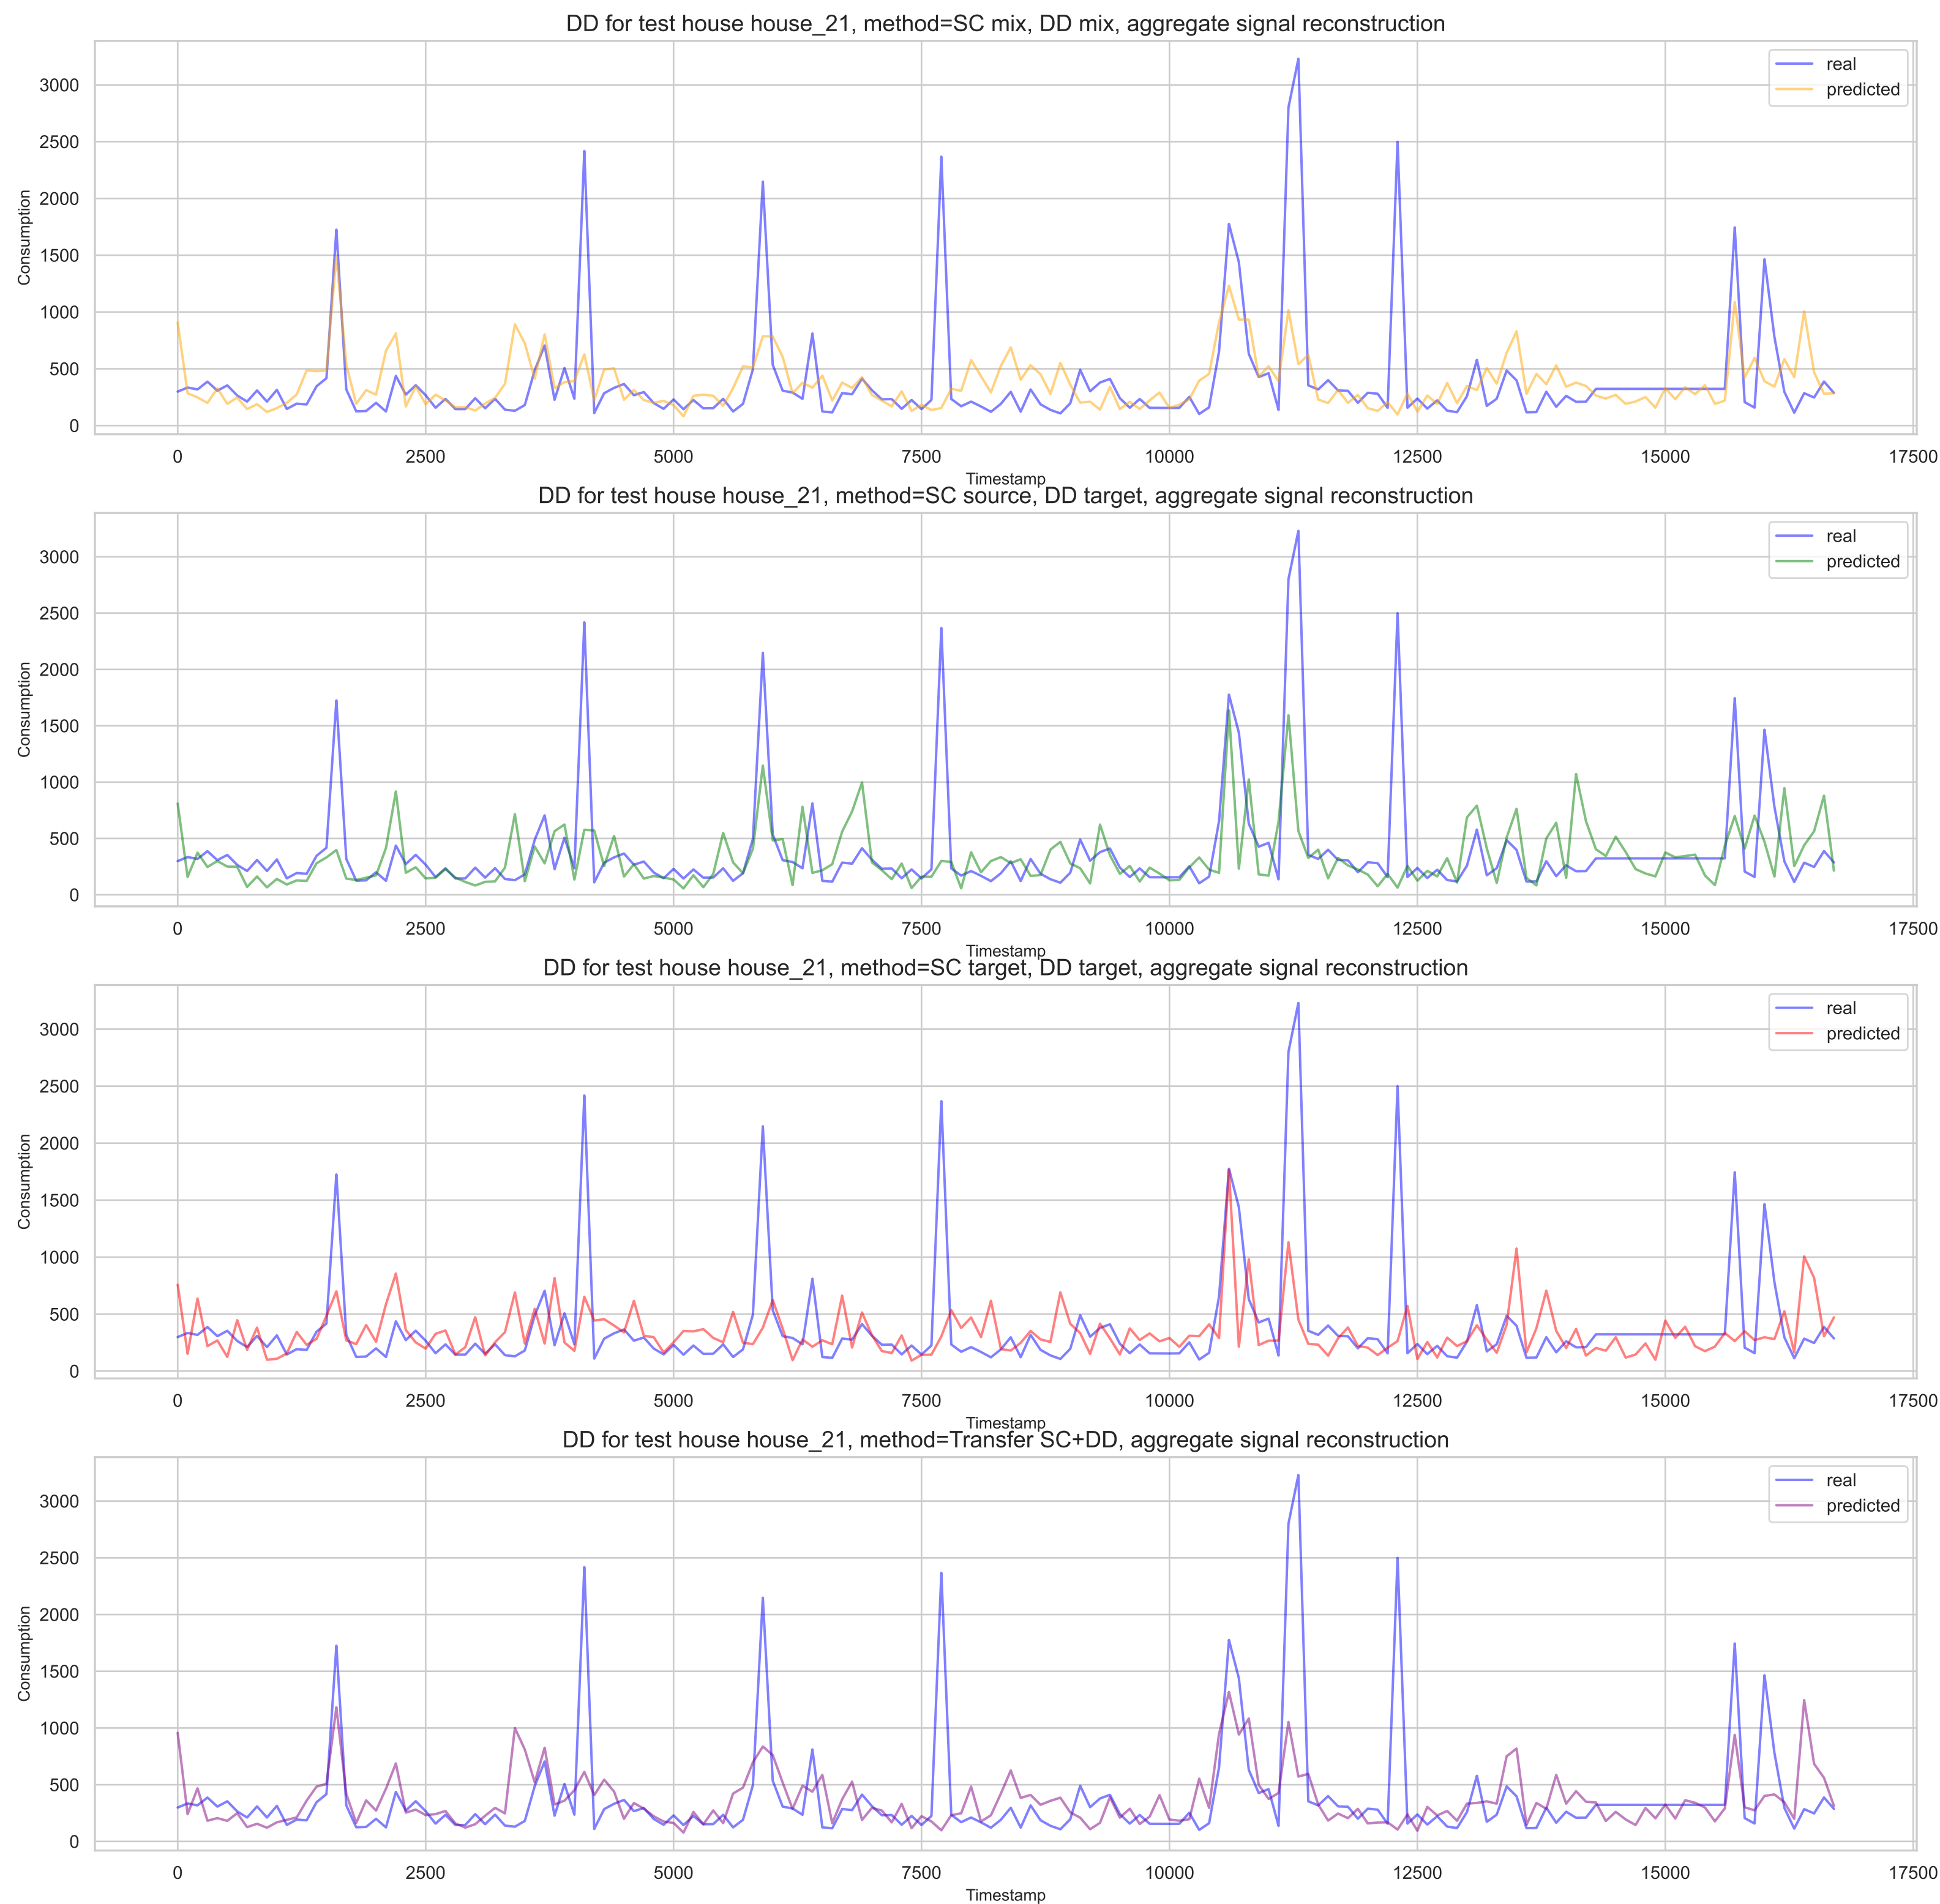 DD for test house house_21, method=SC mix, DD mix, aggregate signal reconstruction
real
predicted
Consumption
3000
2500
2000
1500
1000
500
0
0 2500 5000 7500 10000 12500 15000 17500
Timestamp
DD for test house house_21, method=SC source, DD target, aggregate signal reconstruction
real
predicted
Consumption
3000
2500
2000
1500
1000
500
0
0 2500 5000 7500 10000 12500 15000 17500
Timestamp
DD for test house house_21, method=SC target, DD target, aggregate signal reconstruction
real
predicted
Consumption
3000
2500
2000
1500
1000
500
0
0 2500 5000 7500 10000 12500 15000 17500
Timestamp
DD for test house house_21, method=Transfer SC+DD, aggregate signal reconstruction
real
predicted
Consumption
3000
2500
2000
1500
1000
500
0
0 2500 5000 7500 10000 12500 15000 17500
Timestamp